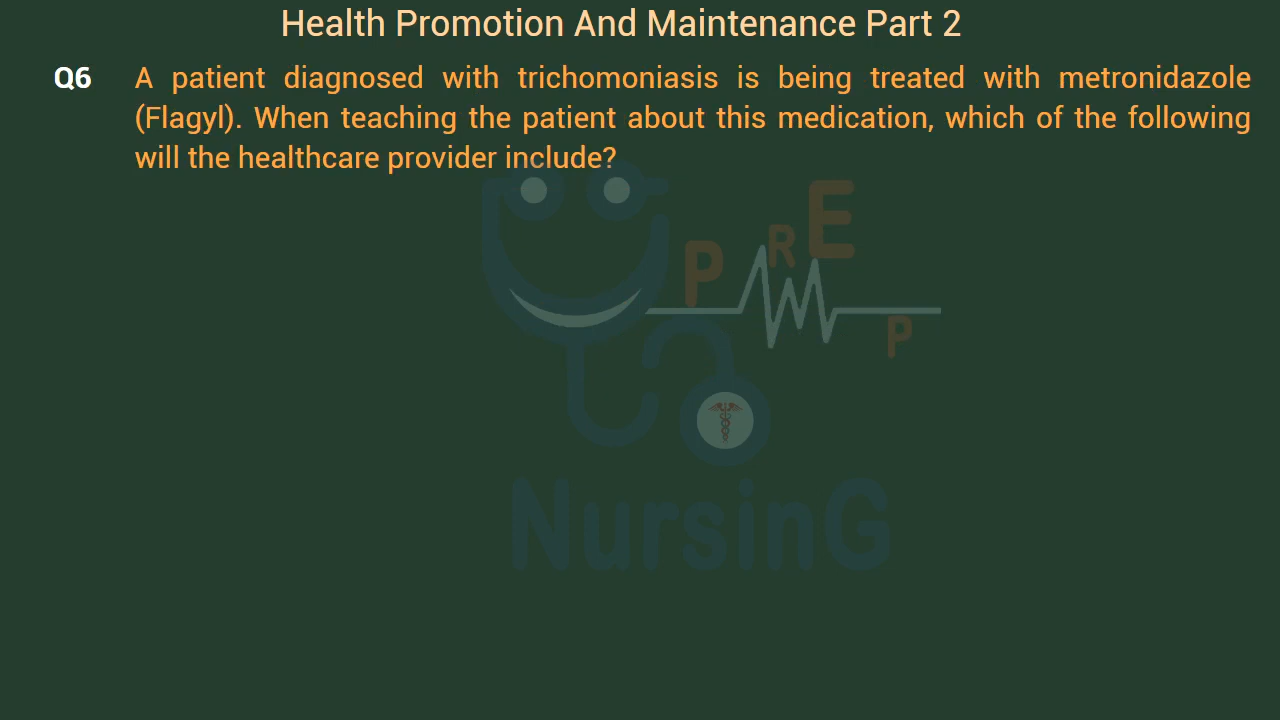 Health Promotion And Maintenance Part 2
Q6 A patient diagnosed with trichomoniasis is being treated with metronidazole
(Flagyl). When teaching the patient about this medication, which of the following
will the healthcare provider include?
PREP
NursinG